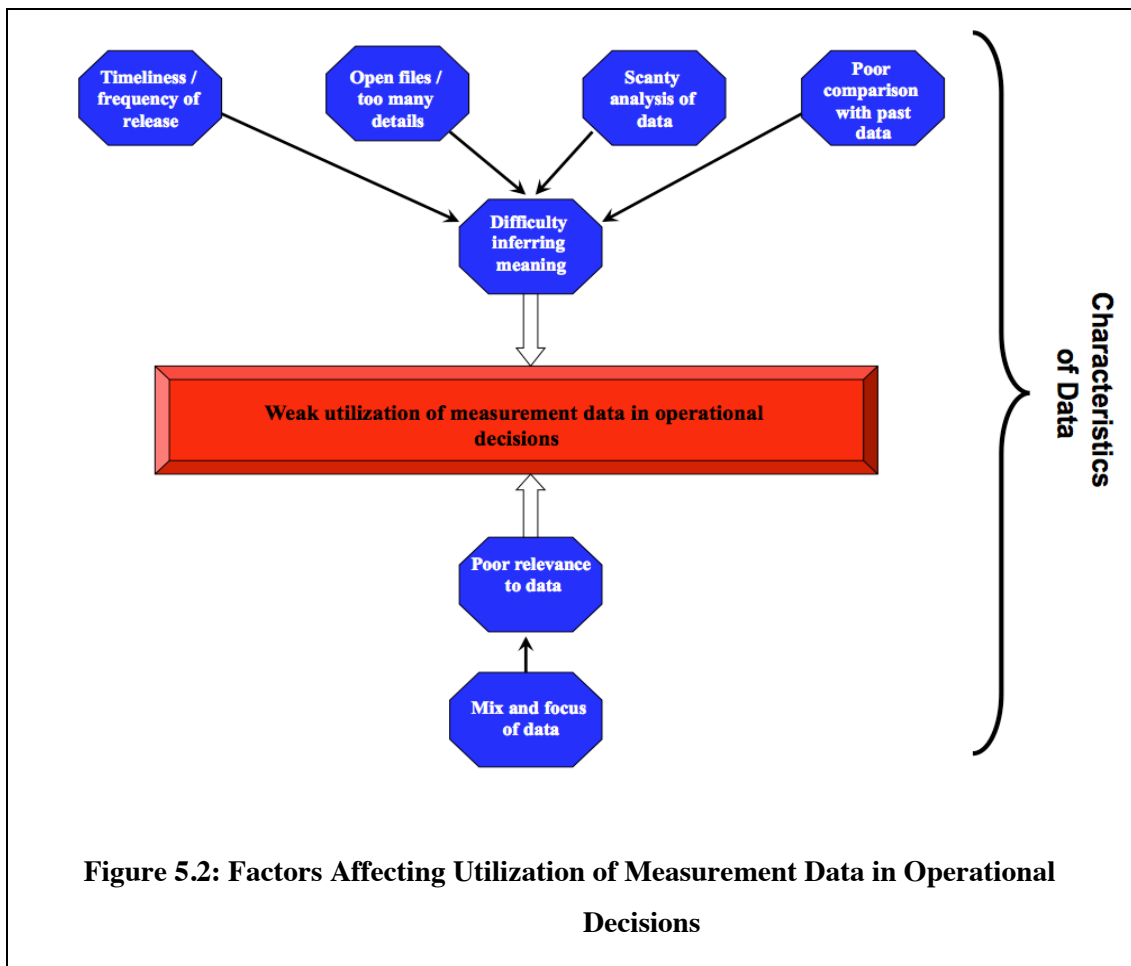 Timeliness /
frequency of
release
Open files /
too many
details
Scanty
analysis of
data
Poor
comparison
with past
data
Difficulty
inferring
meaning
Weak utilization of measurement data in operational
decisions
Poor relevance
to data
Mix and focus
of data
Characteristics
of Data
Figure 5.2: Factors Affecting Utilization of Measurement Data in Operational
Decisions